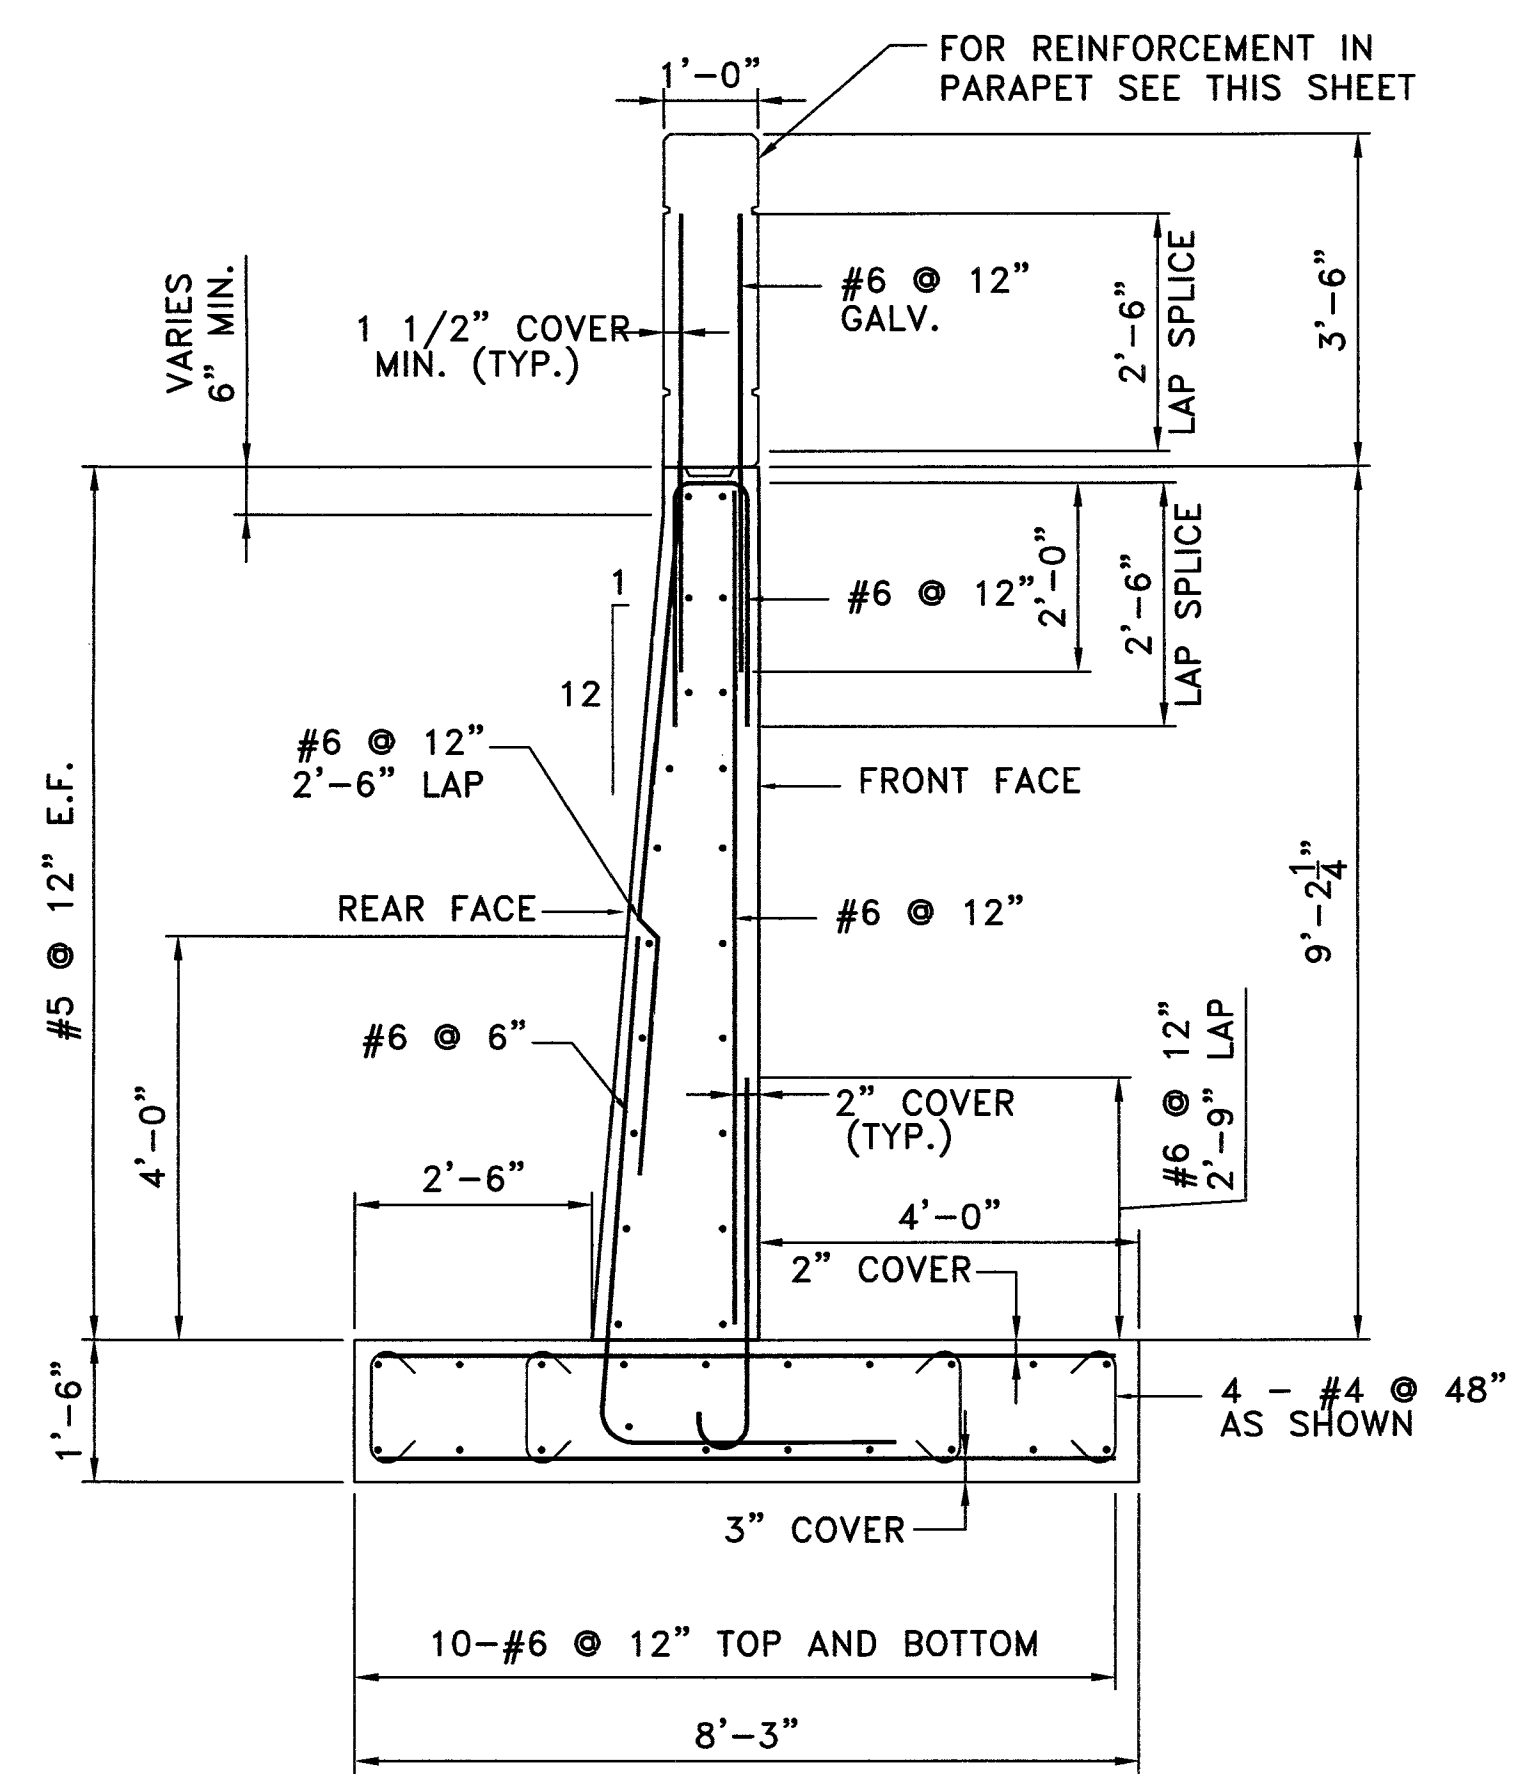 FOR REINFORCEMENT IN
PARAPET SEE THIS SHEET
1'-0"
VARIES
6" MIN.
1 1/2" COVER
MIN. (TYP.)
#6 @ 12"
GALV.
2'-6"
LAP SPLICE
3'-6"
1
12
#6 @ 12"
2'-0"
2'-6"
LAP SPLICE
#6 @ 12"
2'-6" LAP
FRONT FACE
#5 @ 12" E.F.
REAR FACE
#6 @ 12"
9'-2 1/4"
#6 @ 6"
4'-0"
2" COVER
(TYP.)
#6 @ 12"
2'-9" LAP
2'-6"
4'-0"
2" COVER
1'-6"
4 - #4 @ 48"
AS SHOWN
3" COVER
10-#6 @ 12" TOP AND BOTTOM
8'-3"